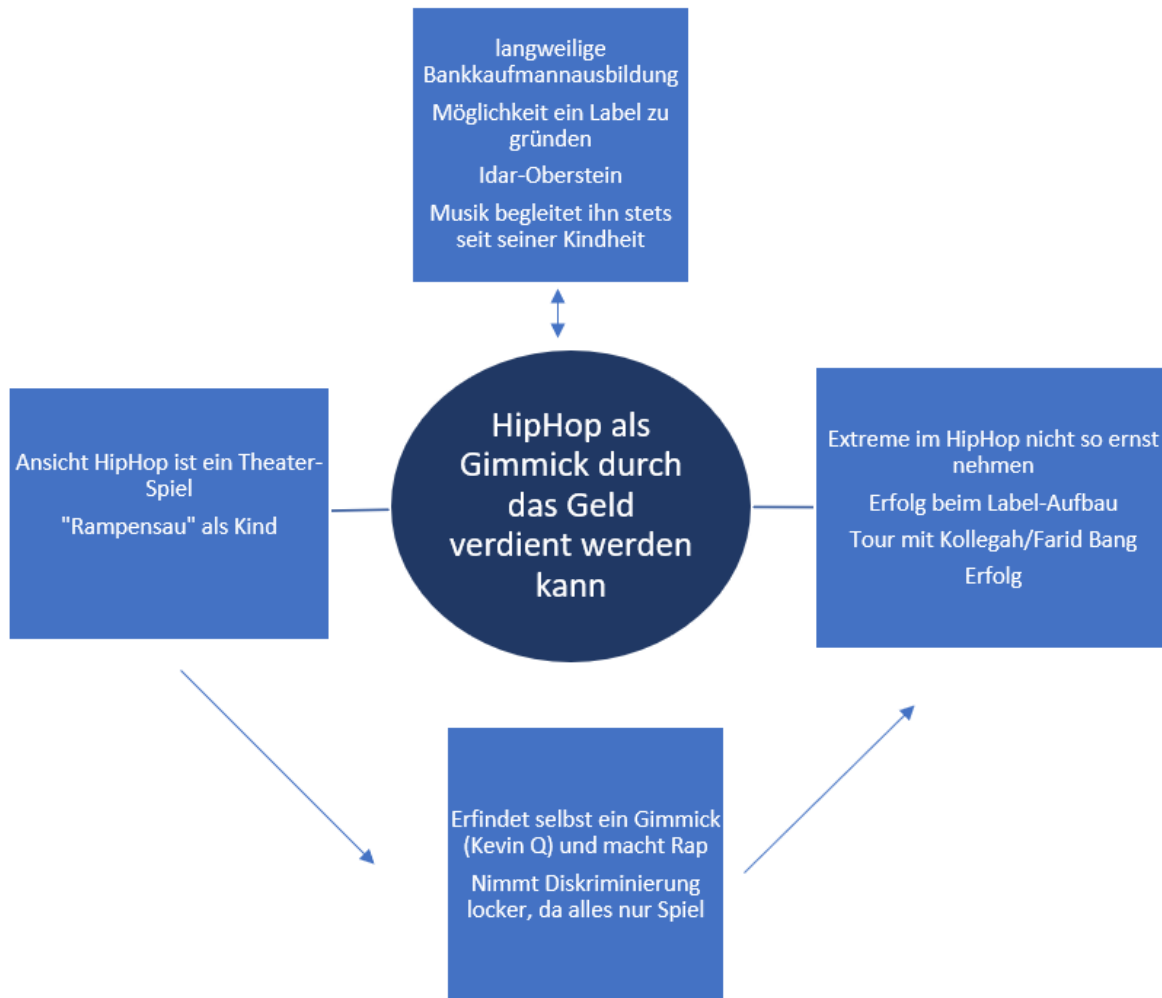 langweilige
Bankkaufmannausbildung
Möglichkeit ein Label zu
gründen
Idar-Oberstein
Musik begleitet ihn stets
seit seiner Kindheit
Ansicht HipHop ist ein Theater-
Spiel
"Rampensau" als Kind
HipHop als
Gimmick durch
das Geld
verdient werden
kann
Extreme im HipHop nicht so ernst
nehmen
Erfolg beim Label-Aufbau
Tour mit Kollegah/Farid Bang
Erfolg
Erfindet selbst ein Gimmick
(Kevin Q) und macht Rap
Nimmt Diskriminierung
locker, da alles nur Spiel